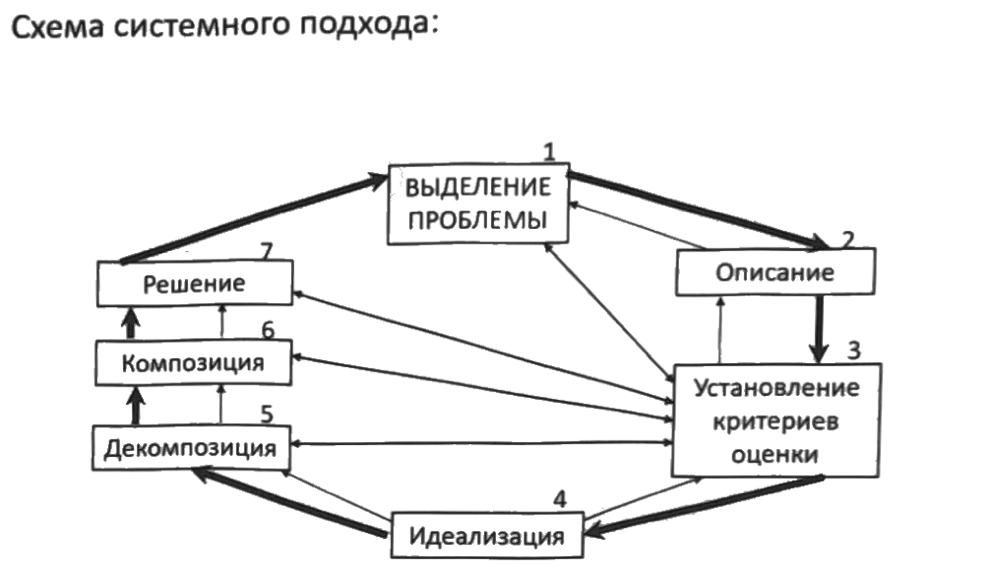 Схема системного подхода:
1
ВЫДЕЛЕНИЕ
ПРОБЛЕМЫ
2
Описание
3
Установление
критериев
оценки
4
Идеализация
5
Декомпозиция
6
Композиция
7
Решение